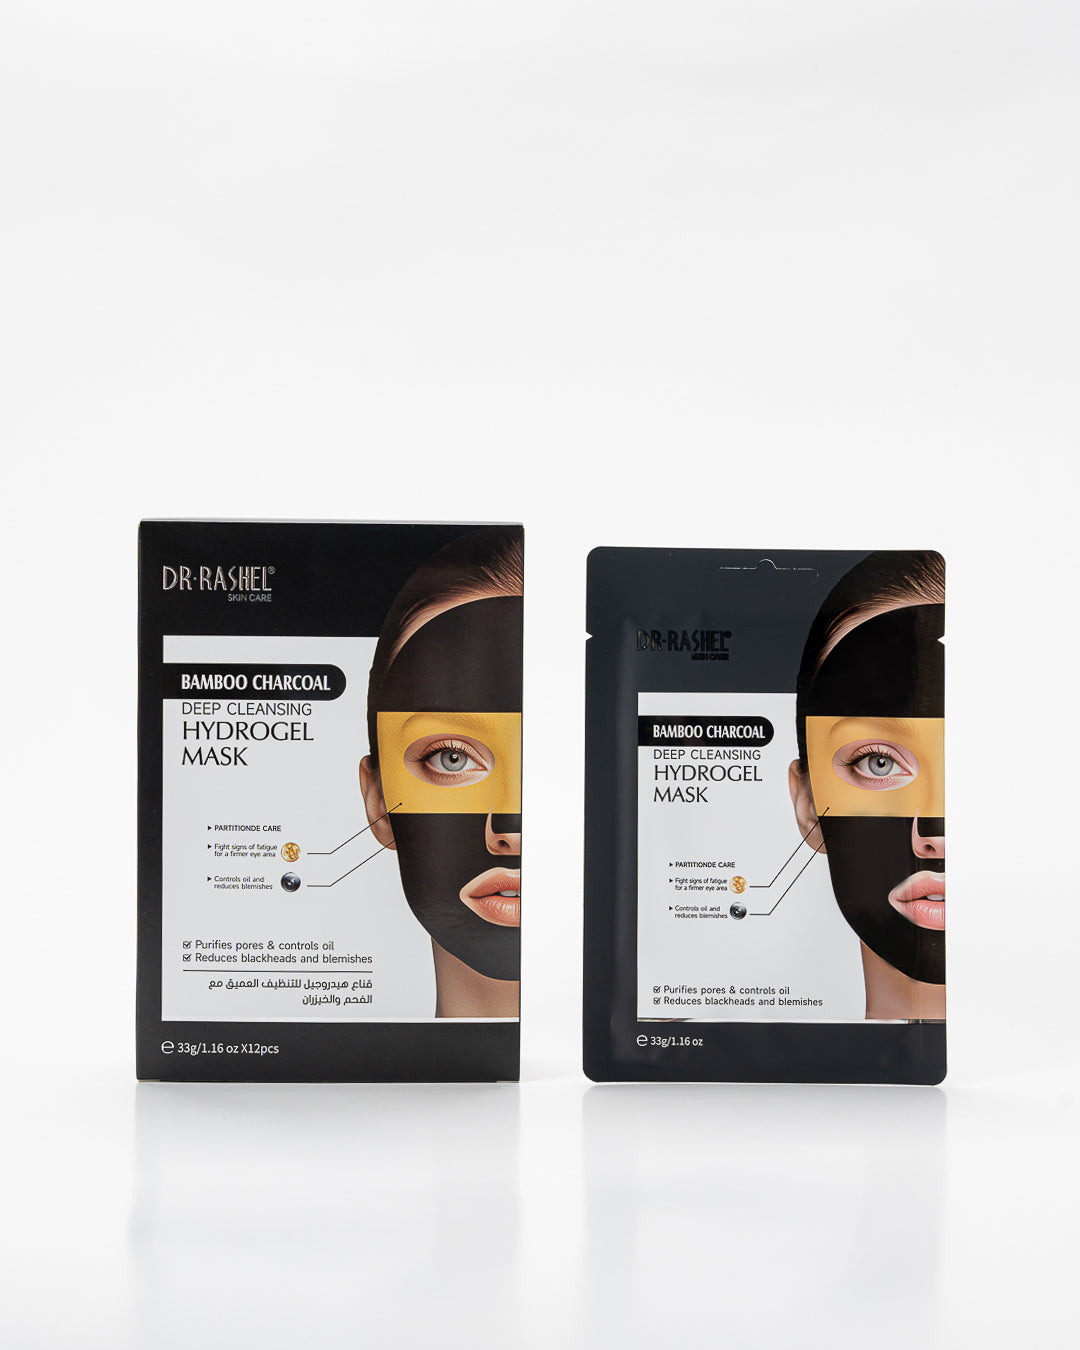 DR·RASHEL®
SKIN CARE
BAMBOO CHARCOAL
DEEP CLEANSING
HYDROGEL
MASK
PARTITIONDE CARE
Fight signs of fatigue
for a firmer eye area
Controls oil and
reduces blemishes
Purifies pores & controls oil
Reduces blackheads and blemishes
قناع هيدروجيل للتنظيف العميق مع
الفحم والخيزران
℮ 33g/1.16 oz X12pcs
DR·RASHEL®
SKIN CARE
BAMBOO CHARCOAL
DEEP CLEANSING
HYDROGEL
MASK
PARTITIONDE CARE
Fight signs of fatigue
for a firmer eye area
Controls oil and
reduces blemishes
Purifies pores & controls oil
Reduces blackheads and blemishes
℮ 33g/1.16 oz